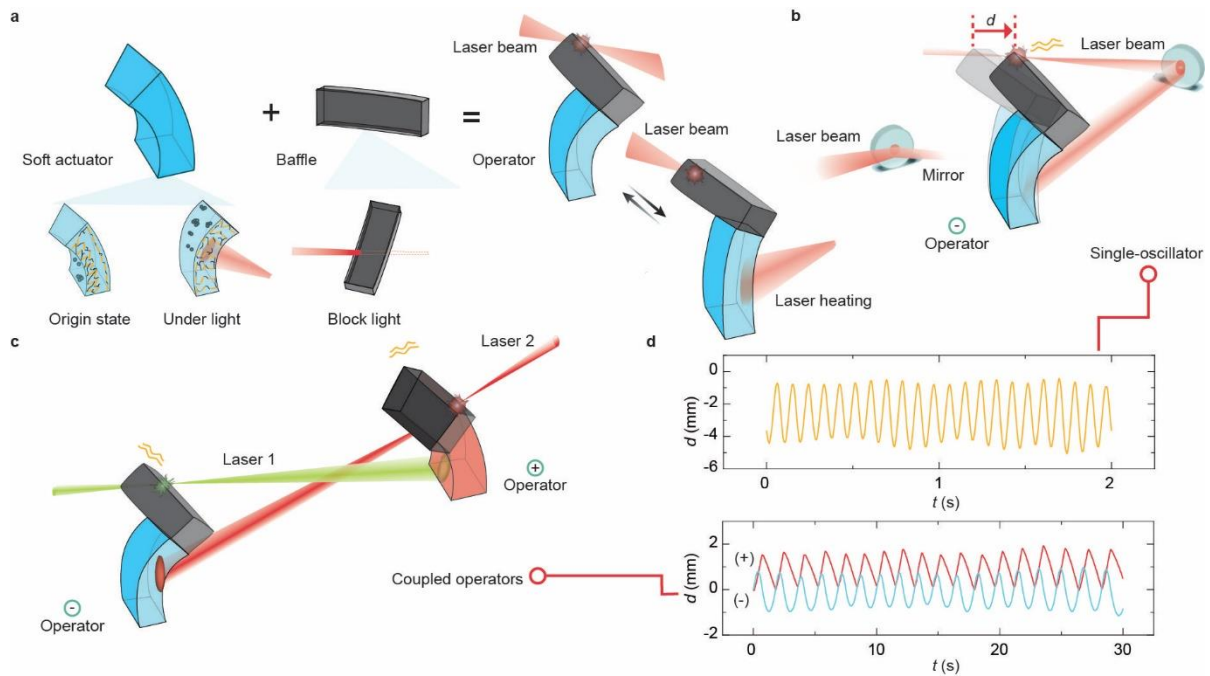 a
Soft actuator
+
Baffle
=
Laser beam
Operator
Laser beam
Origin state
Under light
Block light
Laser heating
b
d
Laser beam
Laser beam
Mirror
-
Operator
Single-oscillator
c
Laser 2
Laser 1
+
Operator
-
Operator
Coupled operators
d
d (mm)
0
-2
-4
-6
0 1 2
t (s)
d (mm)
2
0
-2
(+)
(-)
0 10 20 30
t (s)